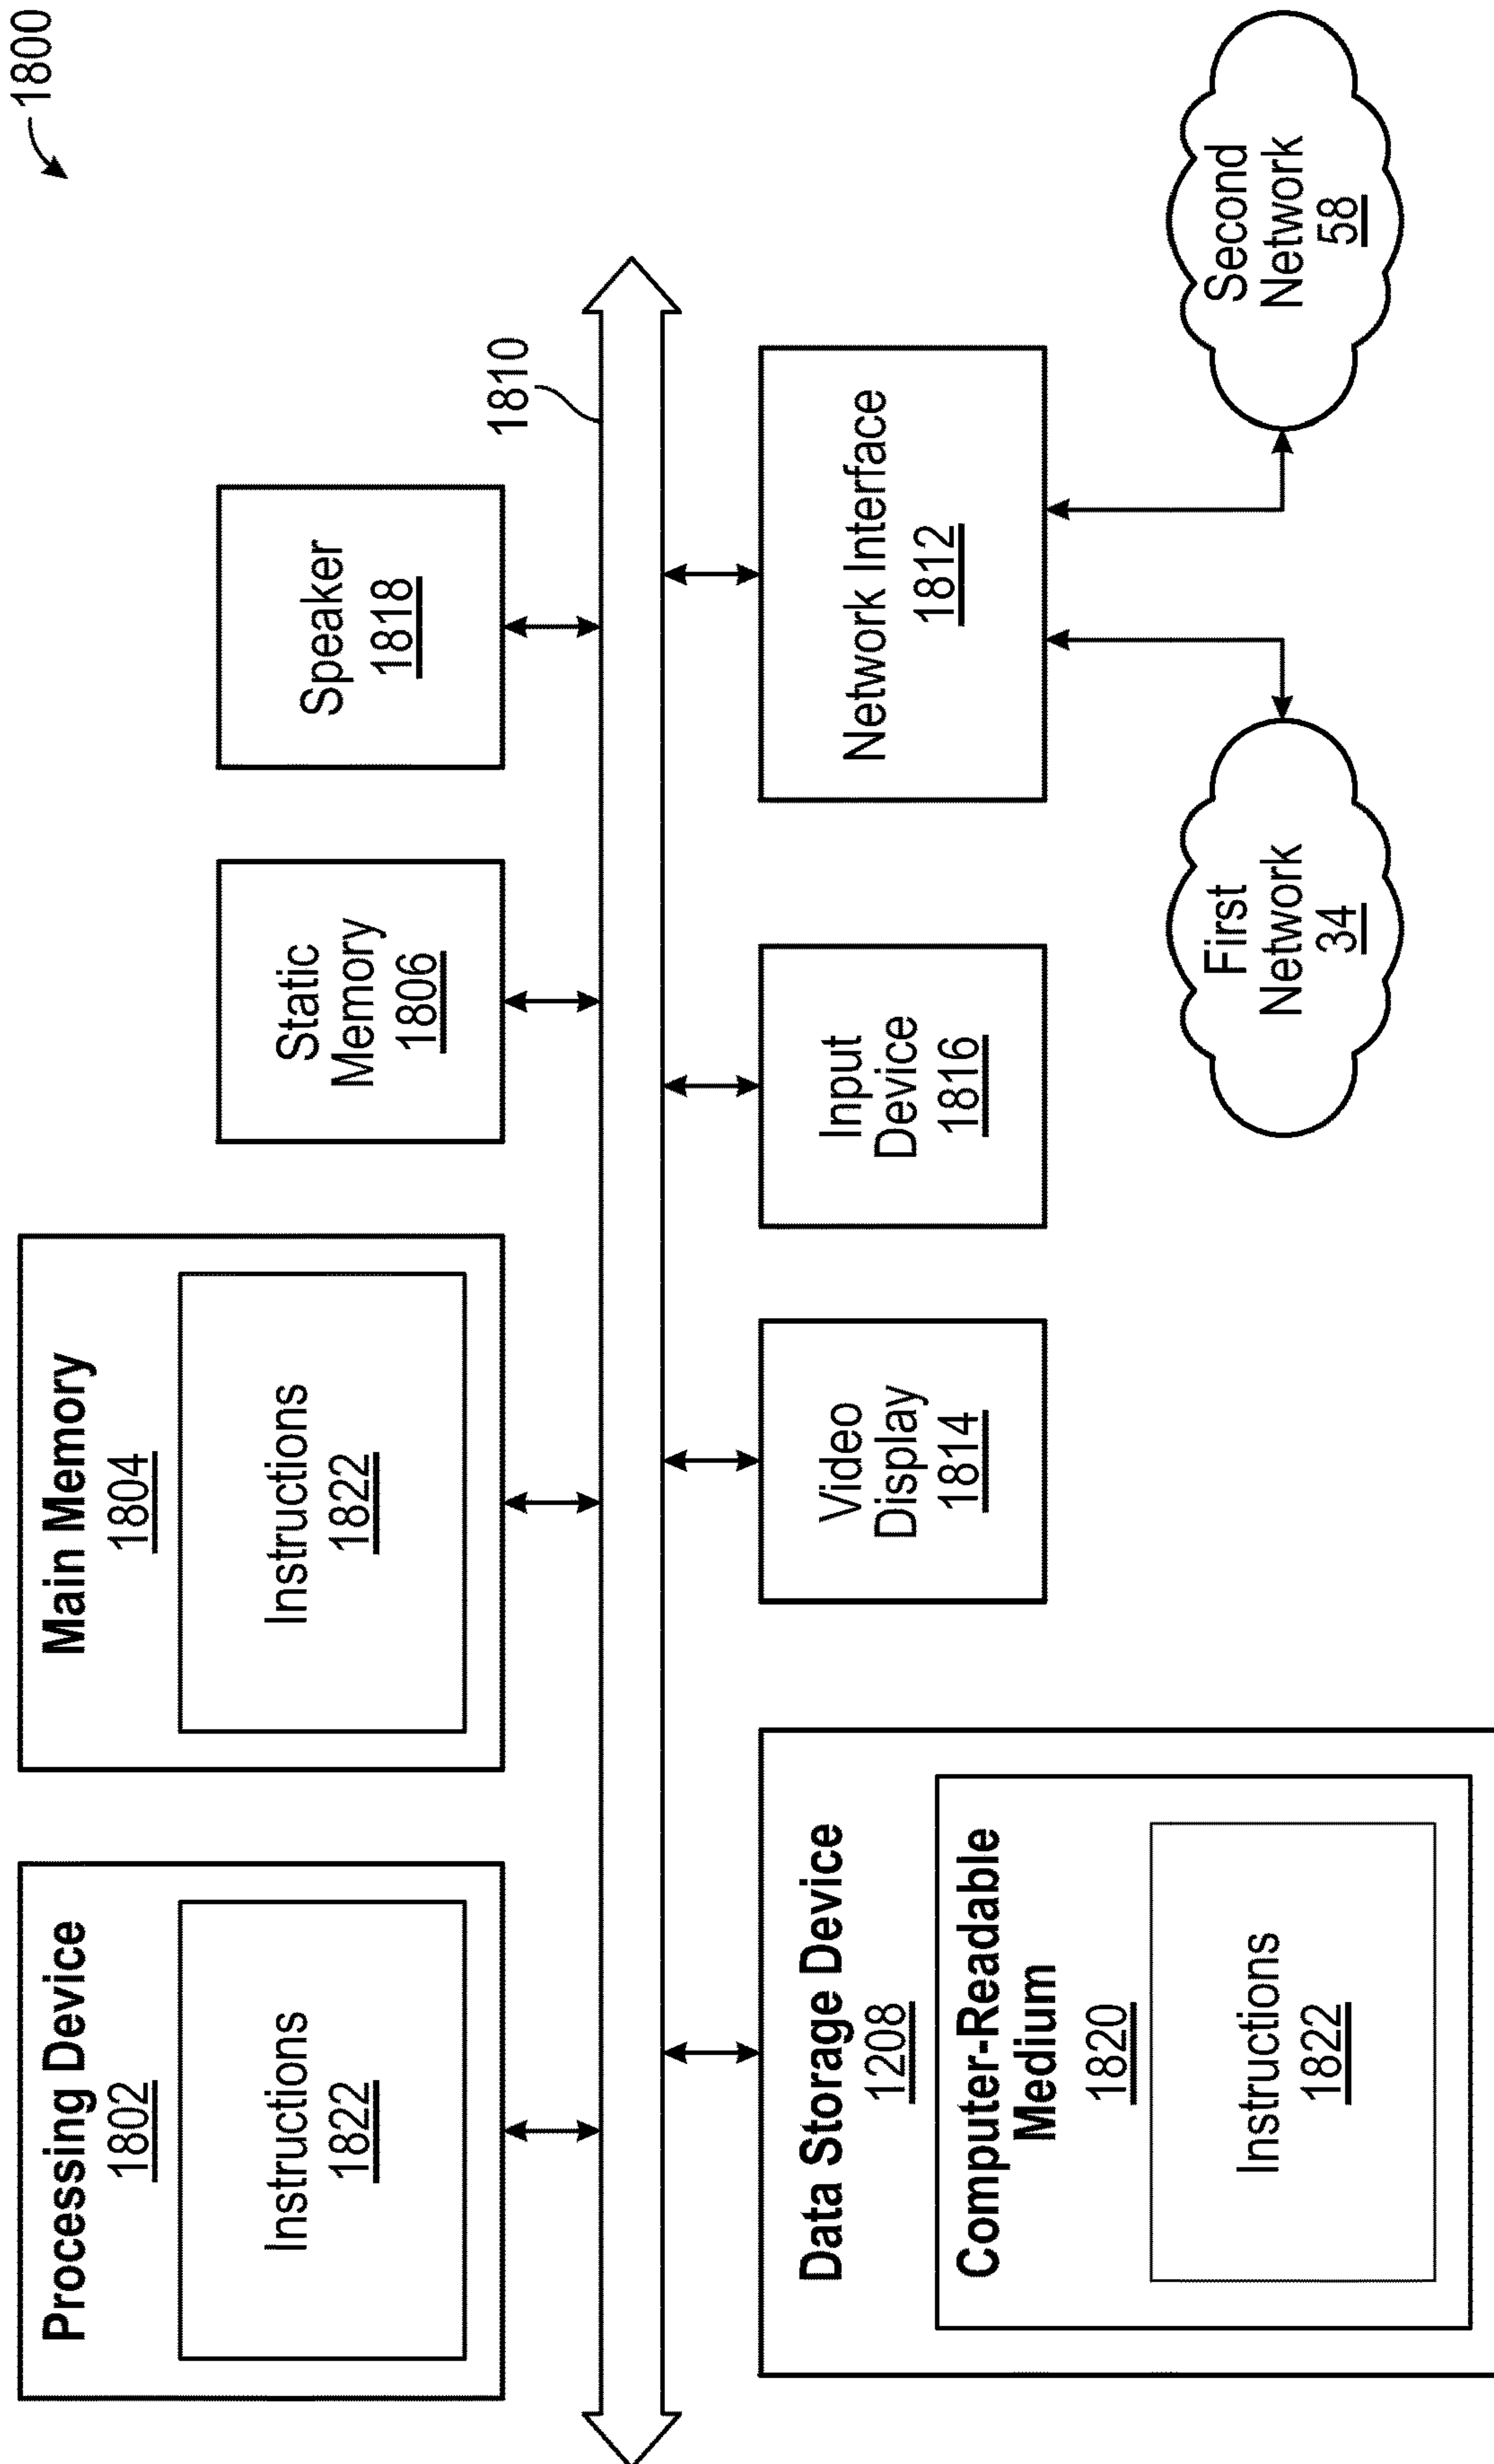 1800
Processing Device
1802
Instructions
1822
Main Memory
1804
Instructions
1822
Static
Memory
1806
Speaker
1818
1810
Data Storage Device
1208
Computer-Readable
Medium
1820
Instructions
1822
Video
Display
1814
Input
Device
1816
Network Interface
1812
First
Network
34
Second
Network
58